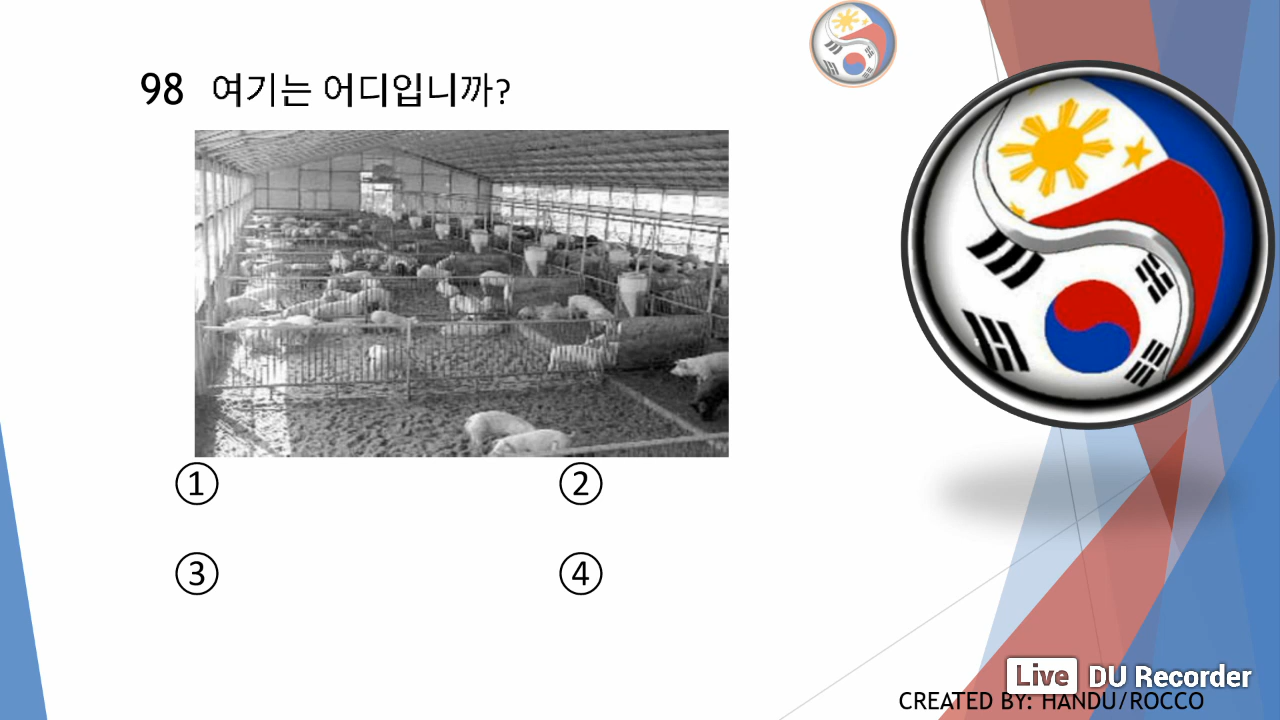 98 여기는 어디입니까?
① ②
③ ④
Live DU Recorder
CREATED BY: HANDU/ROCCO